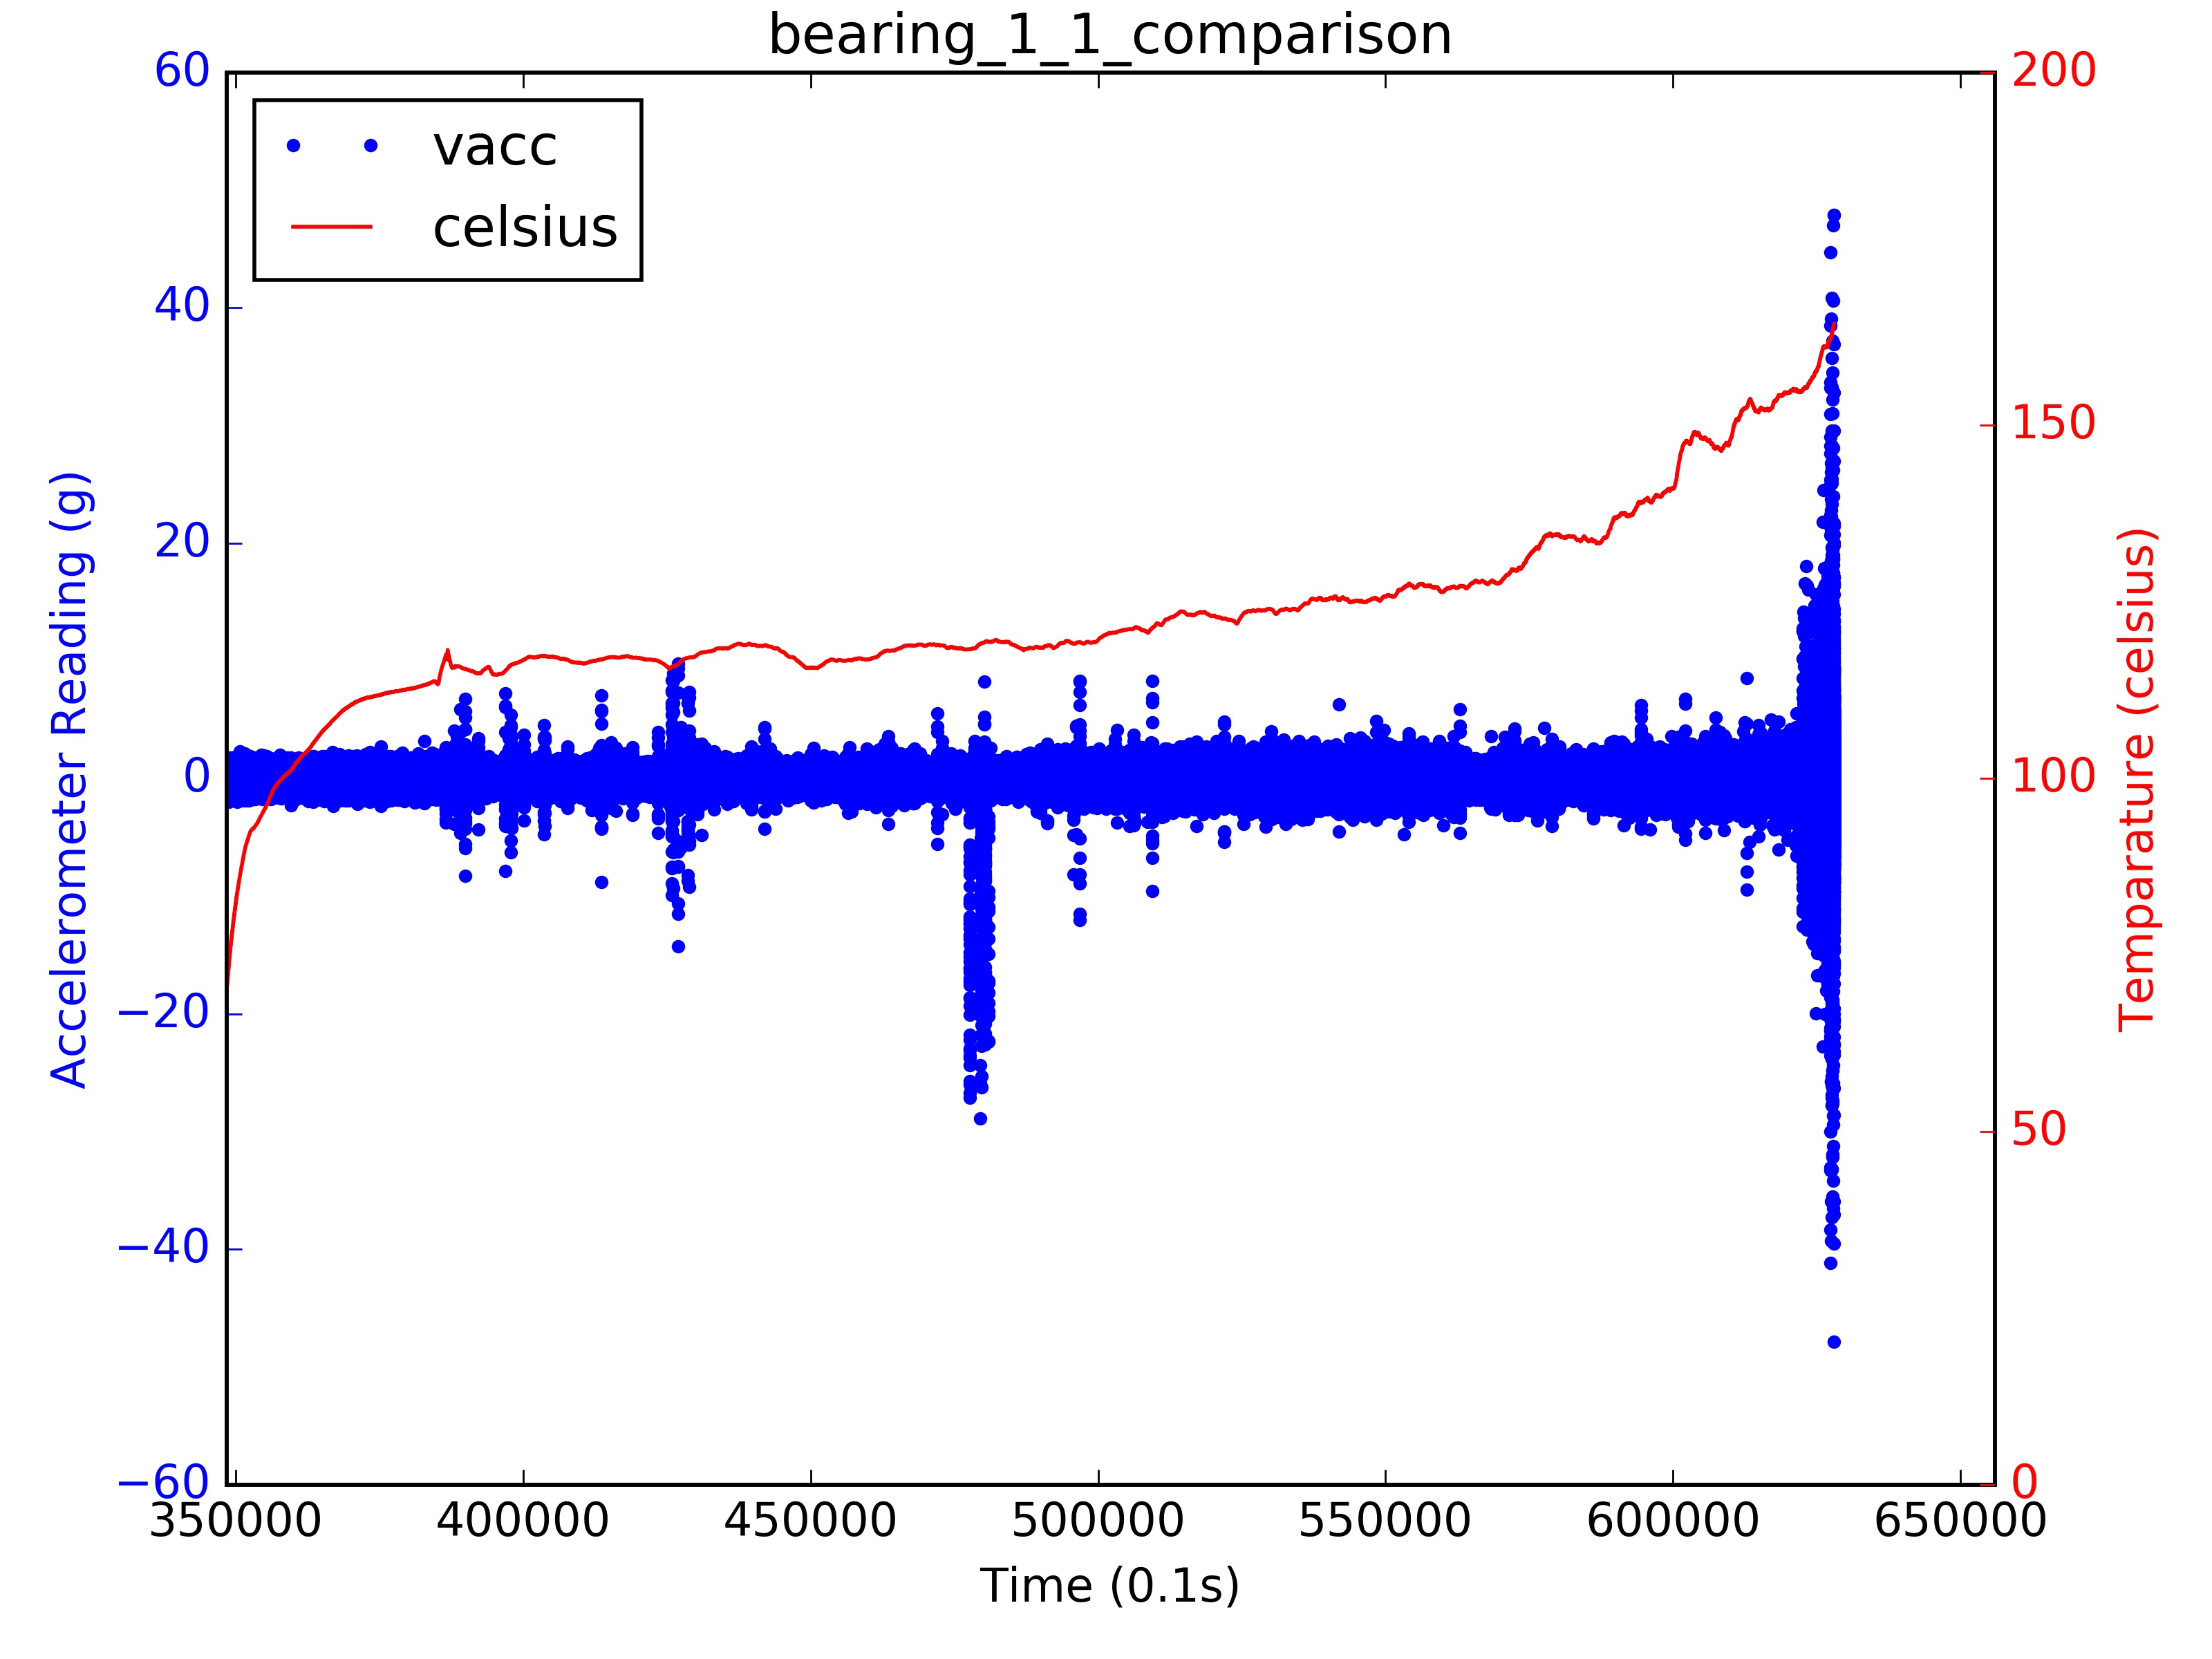 bearing_1_1_comparison
60
40
20
0
−20
−40
−60
Accelerometer Reading (g)
vacc
celsius
200
150
100
50
0
Temparature (celsius)
350000 400000 450000 500000 550000 600000 650000
Time (0.1s)